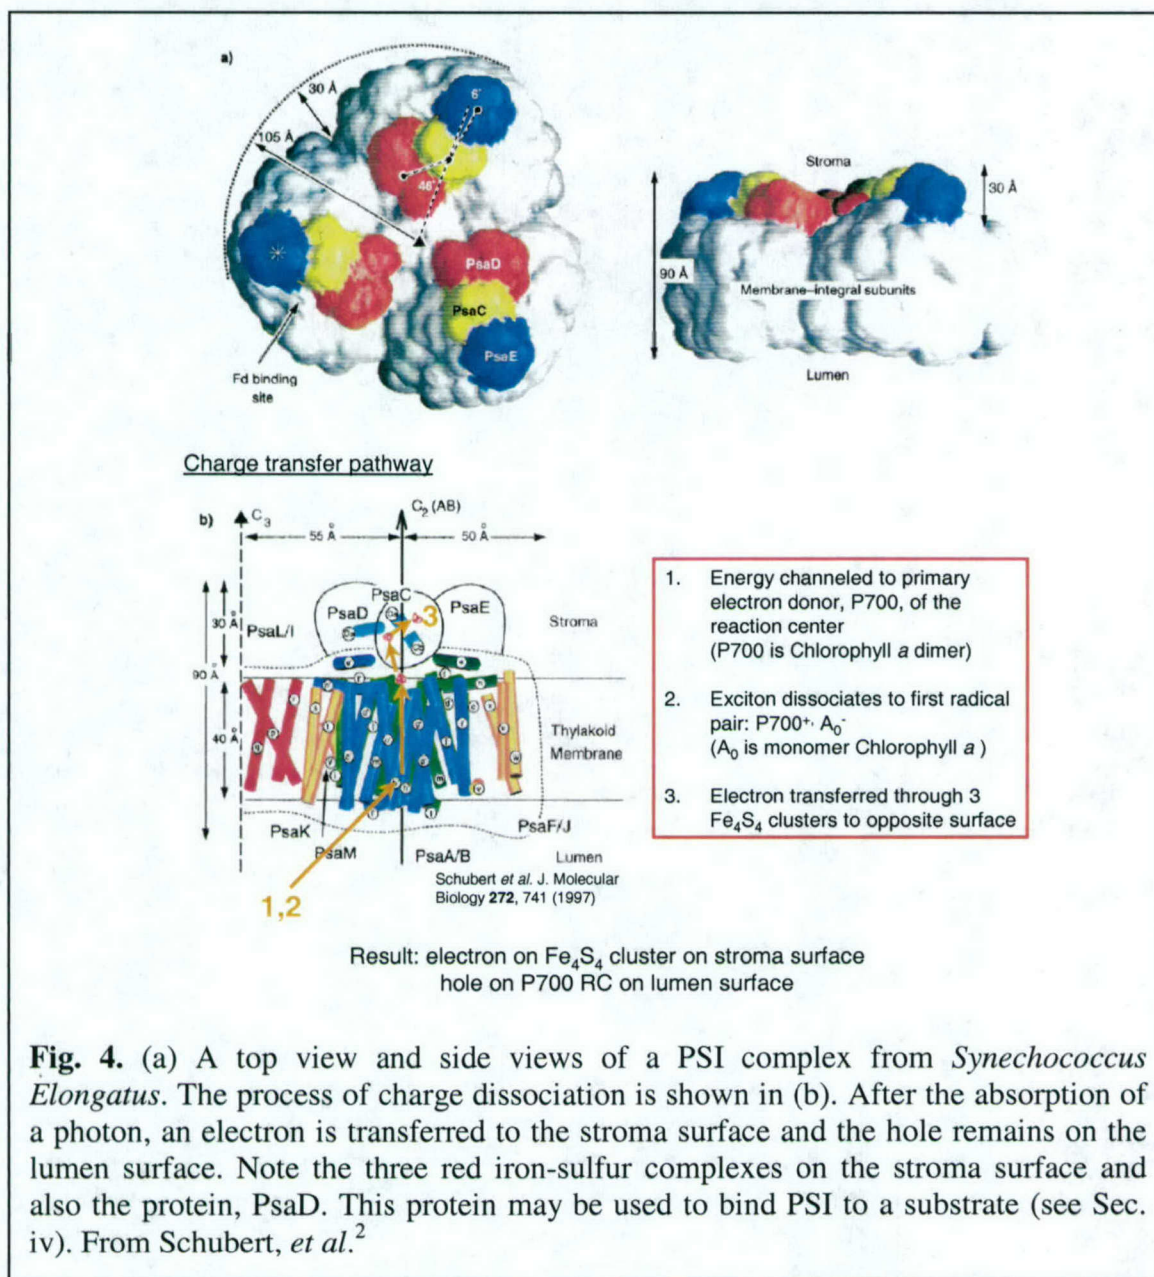 a)
30 Å
105 Å
6°
46°
PsaD
PsaC
PsaE
Fd binding
site
Stroma
30 Å
90 Å
Membrane–integral subunits
Lumen
Charge transfer pathway
b)
C3
C2 (AB)
55 Å
50 Å
PsaC
PsaD
PsaE
3
30 Å
PsaL/I
Stroma
90 Å
40 Å
Thylakoid
Membrane
PsaK
PsaM
PsaF/J
PsaA/B
Lumen
1,2
Schubert et al. J. Molecular
Biology 272, 741 (1997)
1. Energy channeled to primary
electron donor, P700, of the
reaction center
(P700 is Chlorophyll a dimer)
2. Exciton dissociates to first radical
pair: P700+· A0-
(A0 is monomer Chlorophyll a )
3. Electron transferred through 3
Fe4S4 clusters to opposite surface
Result: electron on Fe4S4 cluster on stroma surface
hole on P700 RC on lumen surface
Fig. 4. (a) A top view and side views of a PSI complex from Synechococcus
Elongatus. The process of charge dissociation is shown in (b). After the absorption of
a photon, an electron is transferred to the stroma surface and the hole remains on the
lumen surface. Note the three red iron-sulfur complexes on the stroma surface and
also the protein, PsaD. This protein may be used to bind PSI to a substrate (see Sec.
iv). From Schubert, et al.2